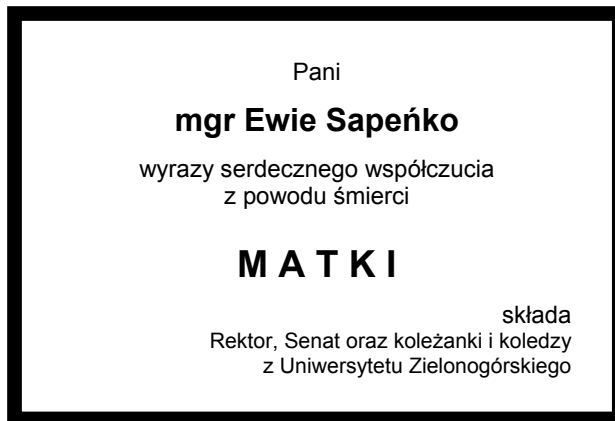 Pani
mgr Ewie Sapeńko
wyrazy serdecznego współczucia
z powodu śmierci
M A T K I
składa
Rektor, Senat oraz koleżanki i koledzy
z Uniwersytetu Zielonogórskiego